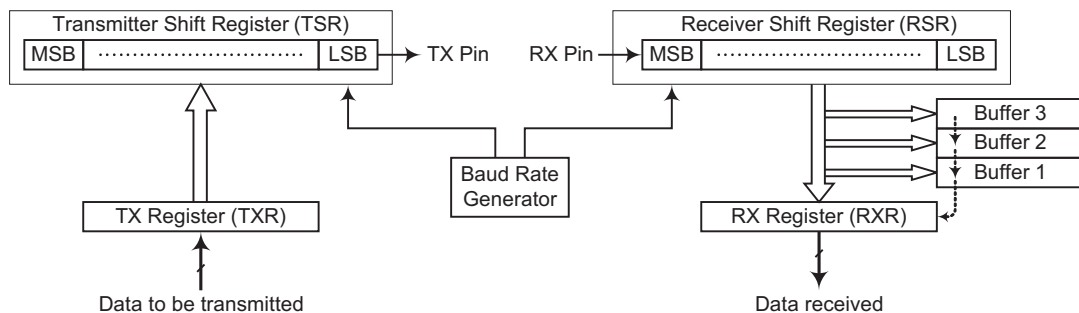 Transmitter Shift Register (TSR)
MSB LSB
TX Pin
Receiver Shift Register (RSR)
RX Pin
MSB LSB
Buffer 3
Buffer 2
Buffer 1
Baud Rate
Generator
TX Register (TXR)
RX Register (RXR)
Data to be transmitted
Data received